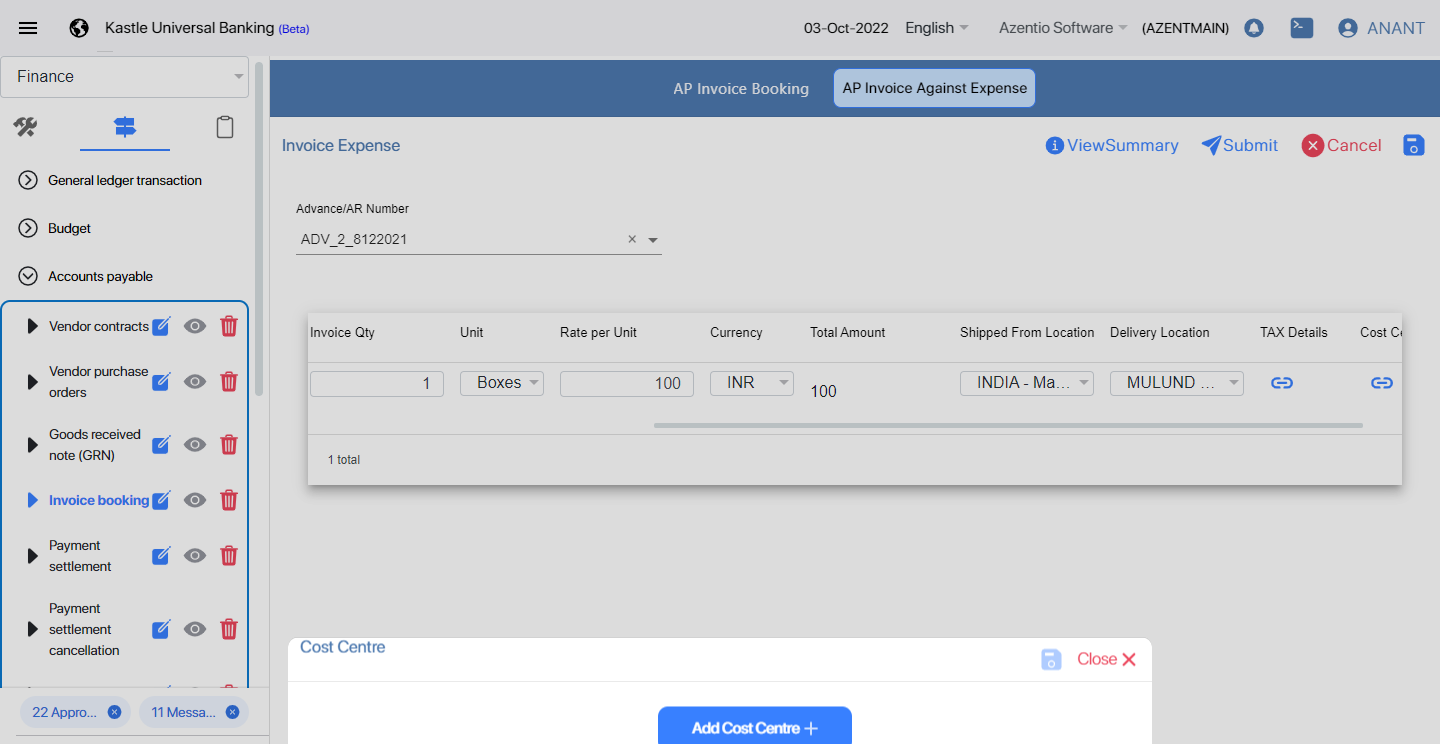 Kastle Universal Banking (Beta)
03-Oct-2022 English Azentio Software (AZENTMAIN) ANANT
Finance
General ledger transaction
Budget
Accounts payable
Vendor contracts
Vendor purchase
orders
Goods received
note (GRN)
Invoice booking
Payment
settlement
Payment
settlement
cancellation
22 Appro... 11 Messa...
AP Invoice Booking AP Invoice Against Expense
Invoice Expense ViewSummary Submit Cancel
Advance/AR Number
ADV_2_8122021 ×
Invoice Qty Unit Rate per Unit Currency Total Amount Shipped From Location Delivery Location TAX Details Cost Ce
1 Boxes 100 INR 100 INDIA - Ma... MULUND ...
1 total
Cost Centre Close
Add Cost Centre +